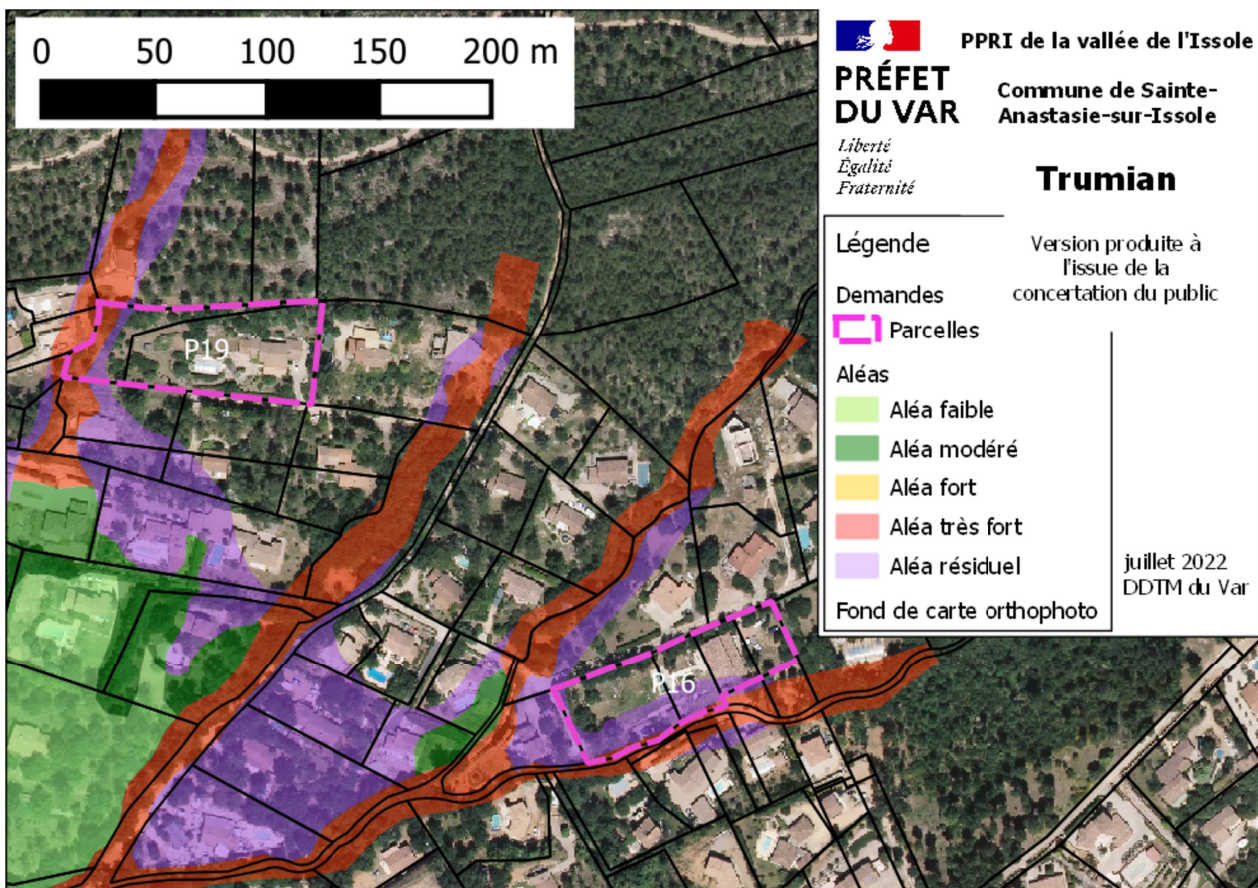 0 50 100 150 200 m
PRÉFET
DU VAR
Liberté
Égalité
Fraternité
PPRI de la vallée de l'Issole
Commune de Sainte-
Anastasie-sur-Issole
Trumian
Version produite à
l'issue de la
concertation du public
Légende
Demandes
Parcelles
Aléas
Aléa faible
Aléa modéré
Aléa fort
Aléa très fort
Aléa résiduel
Fond de carte orthophoto
juillet 2022
DDTM du Var
P19
P16